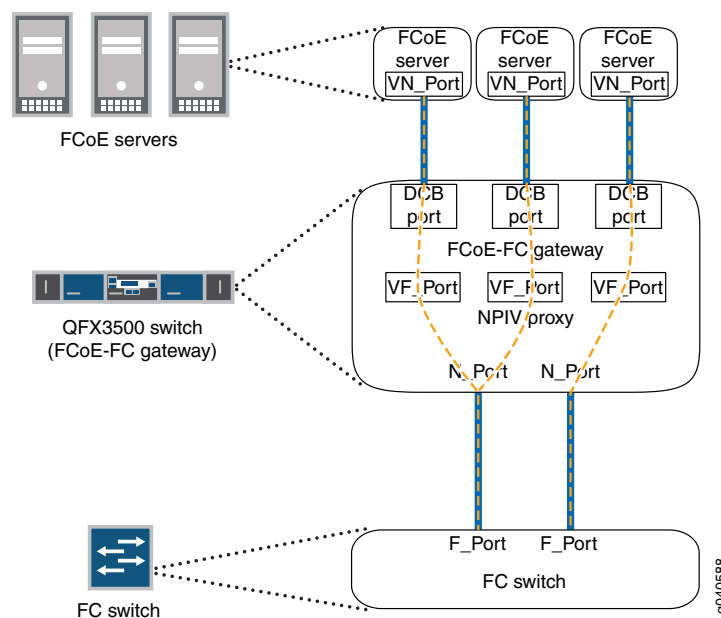 FCoE
server
VN_Port
FCoE
server
VN_Port
FCoE
server
VN_Port
FCoE servers
DCB
port
DCB
port
DCB
port
FCoE-FC gateway
VF_Port
VF_Port
VF_Port
NPIV proxy
QFX3500 switch
(FCoE-FC gateway)
N_Port
N_Port
F_Port
F_Port
FC switch
FC switch
g040588